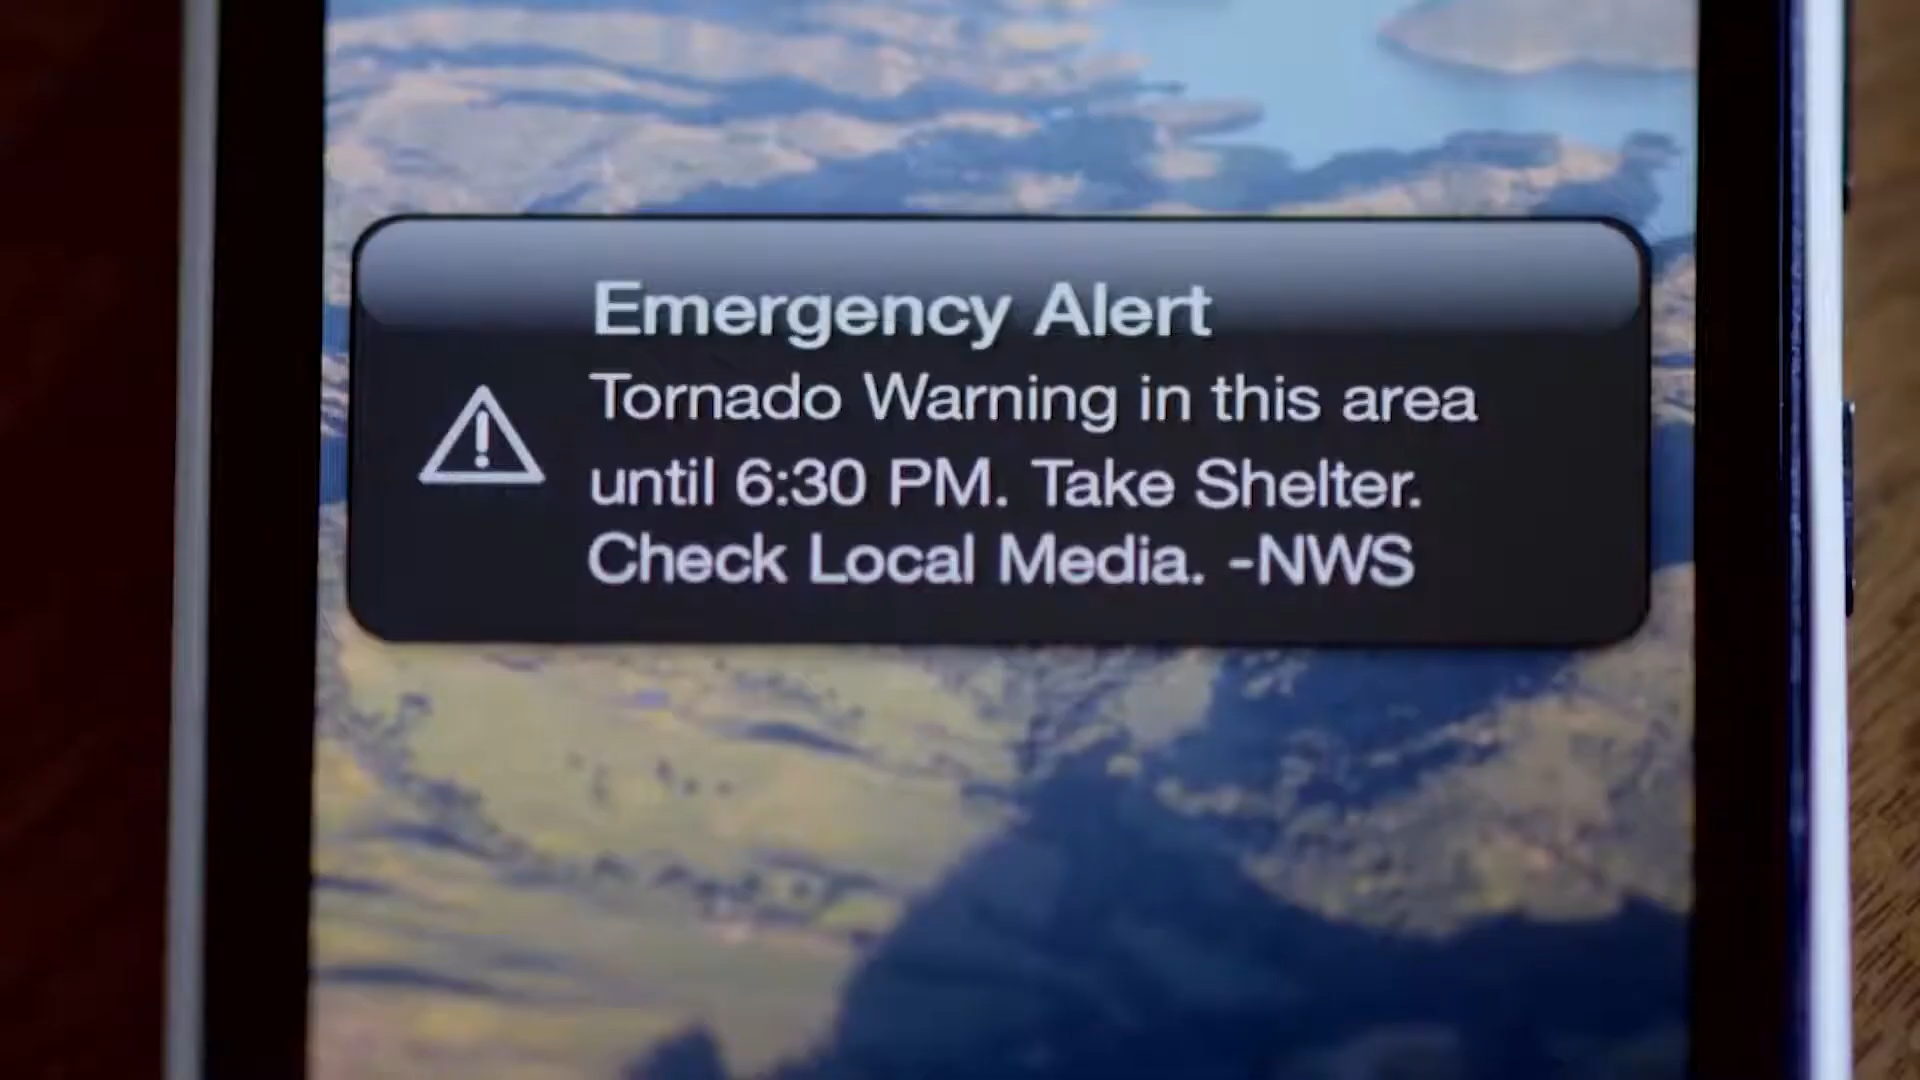 Emergency Alert
Tornado Warning in this area
until 6:30 PM. Take Shelter.
Check Local Media. -NWS